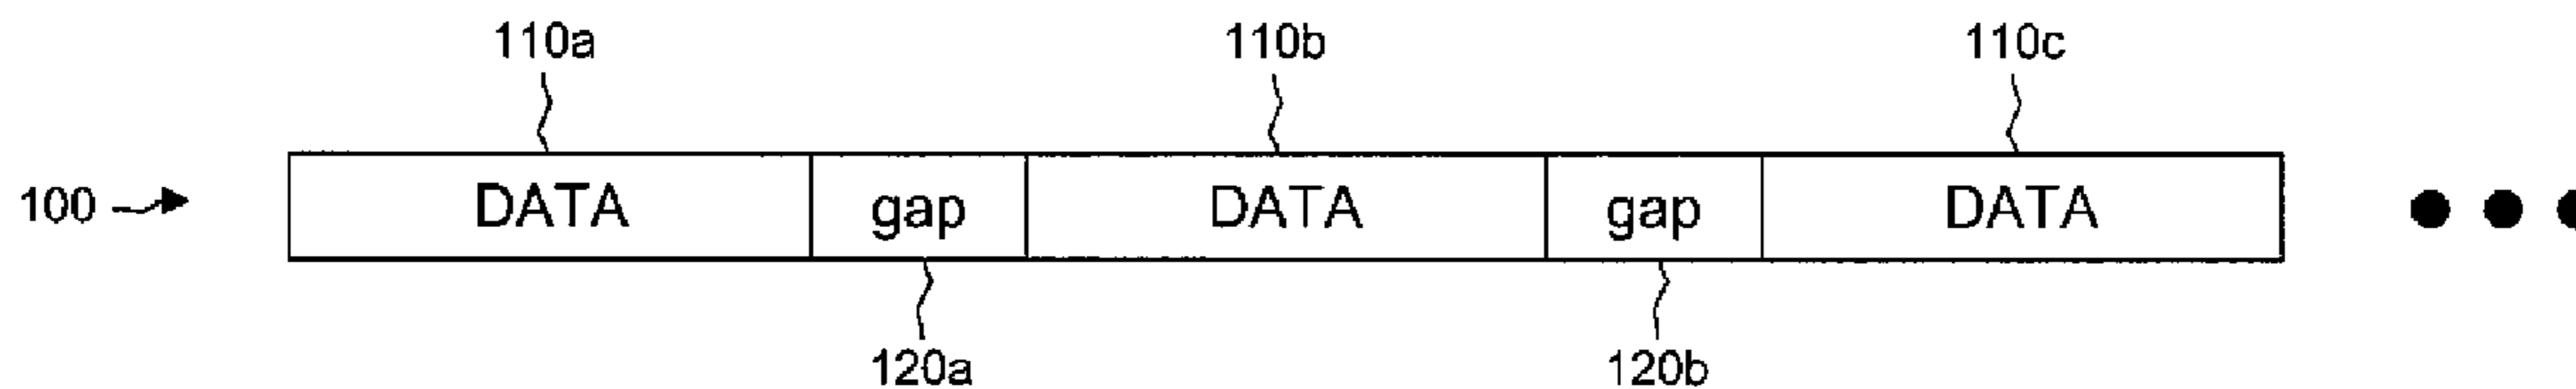 110a 110b 110c
100 DATA gap DATA gap DATA
120a 120b